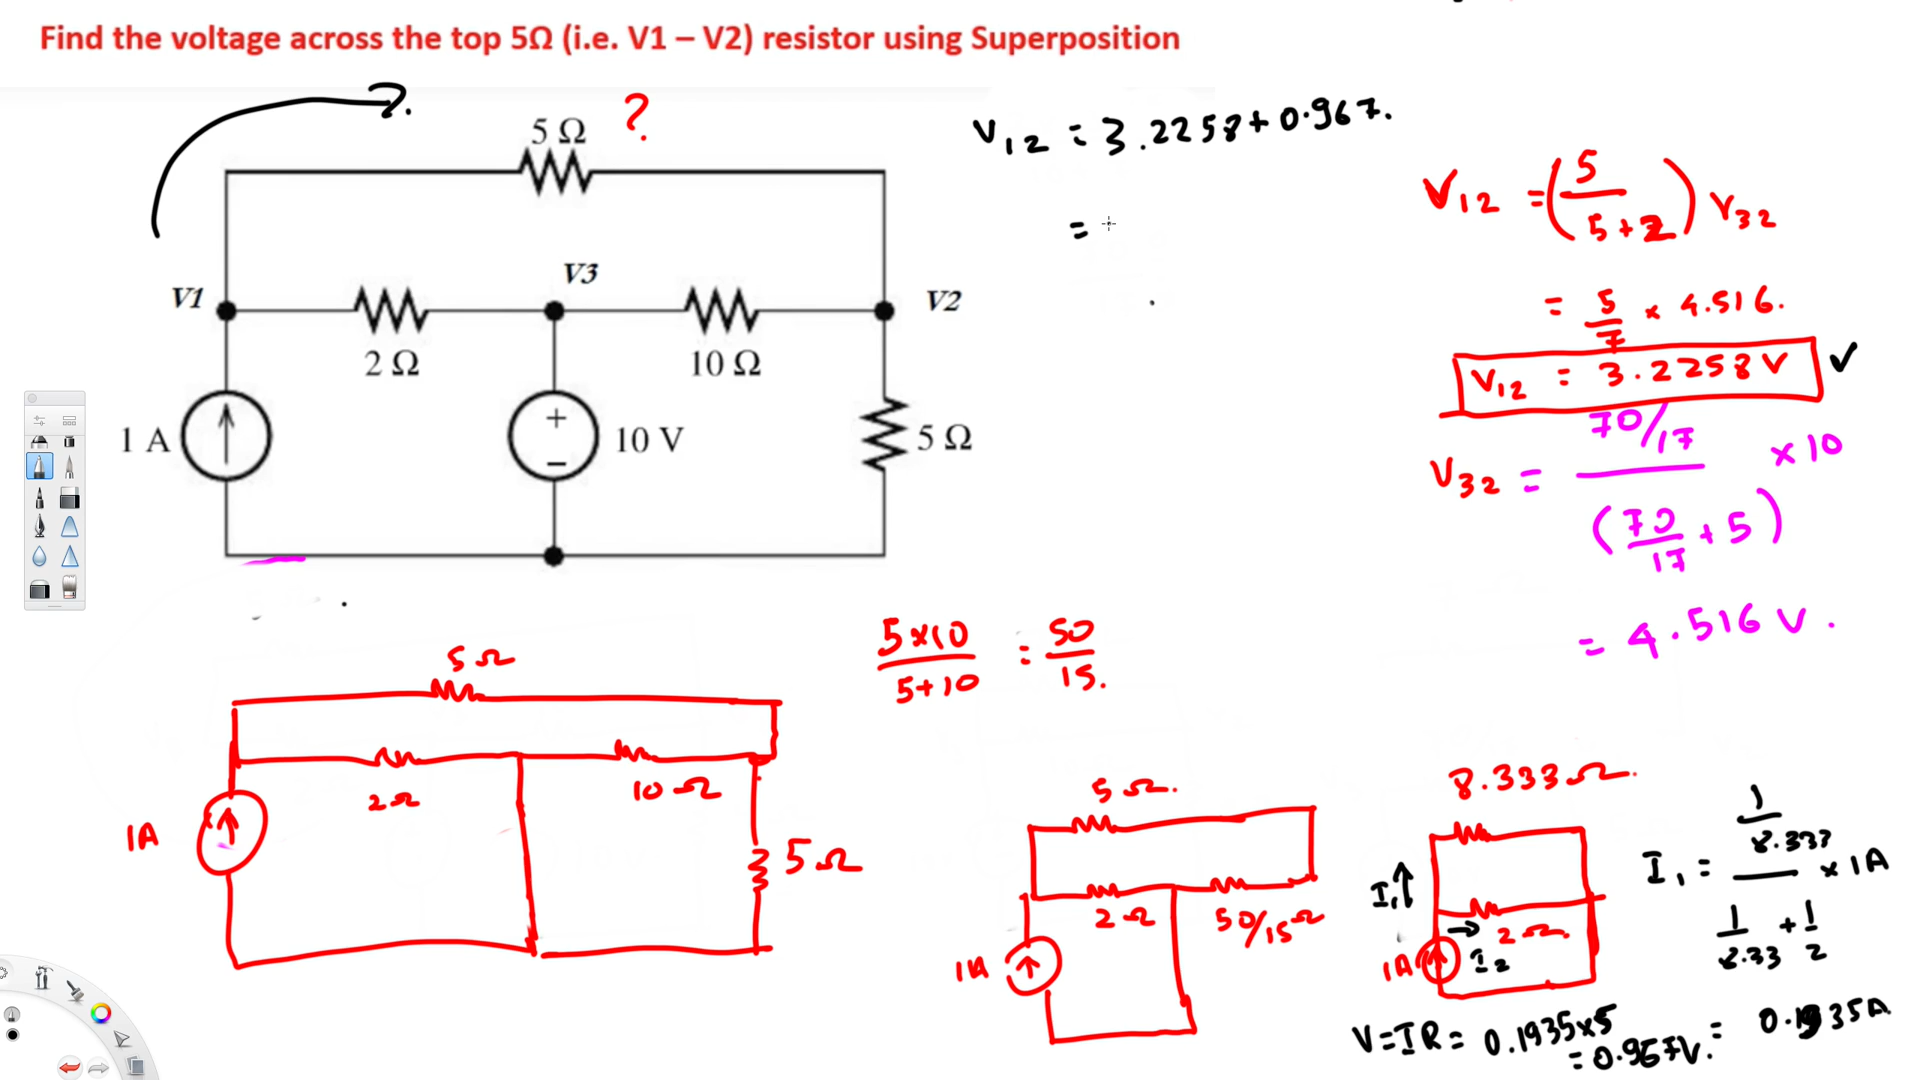 Find the voltage across the top 5Ω (i.e. V1 – V2) resistor using Superposition
?.
5 Ω ?
V12 = 3.2258 + 0.967.
=
V12 = (5/(5+2)) V32
V1
V3
V2
2 Ω
10 Ω
= 5/7 × 4.516.
V12 = 3.2258 V ✓
1 A
+
−
10 V
5 Ω
V32 = (70/17)/(70/17 + 5) × 10
= 4.516 V.
5×10/5+10 = 50/15.
5Ω
2Ω
10 Ω
1A
5Ω
5Ω.
2Ω
50/15Ω
1A
8.333Ω.
I1
2Ω.
I2
1A
I1 = (1/8.333)/(1/8.33 + 1/2) × 1A
= 0.1935A.
V=IR = 0.1935×5
= 0.967V.